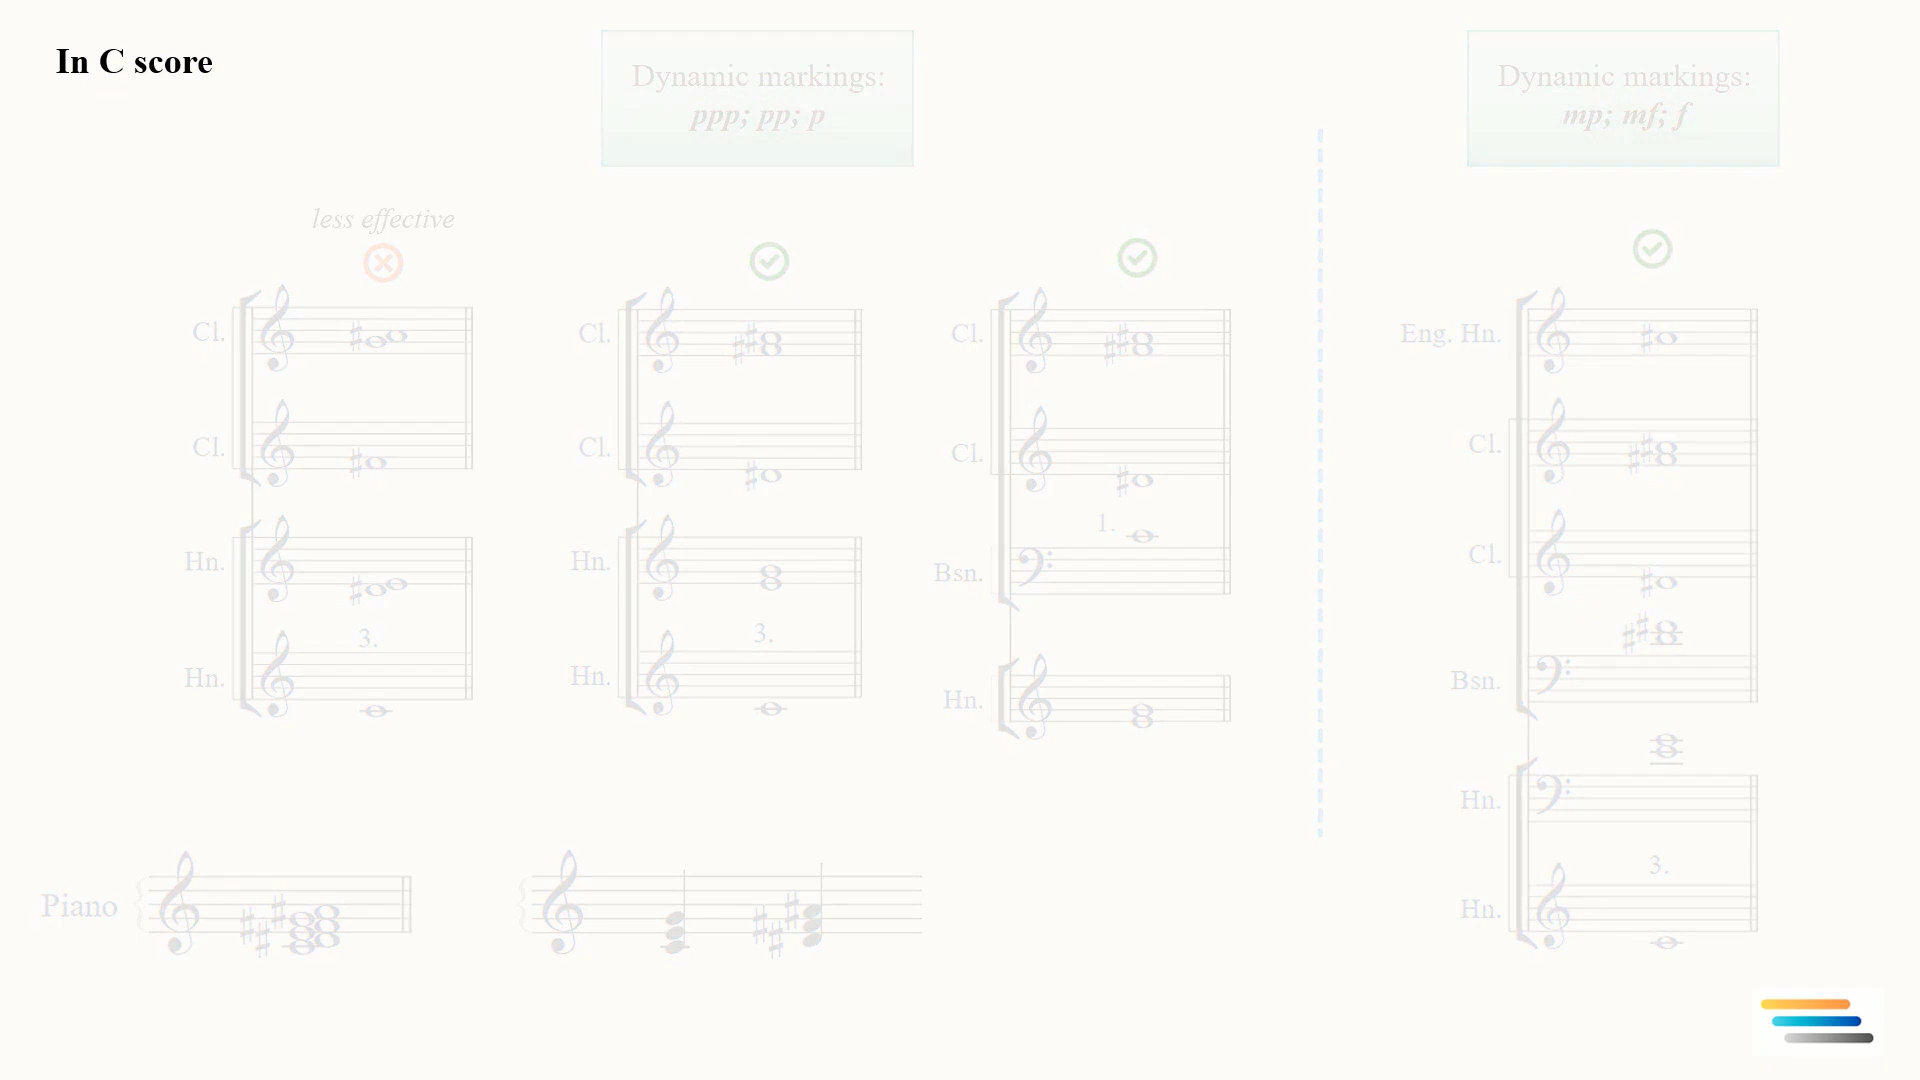 In C score
Dynamic markings:
ppp; pp; p
Dynamic markings:
mp; mf; f
less effective
Cl.
Cl.
Hn.
3.
Hn.
Cl.
Cl.
Hn.
3.
Hn.
Cl.
Cl.
1.
Bsn.
Hn.
Eng. Hn.
Cl.
Cl.
Bsn.
Hn.
3.
Hn.
Piano